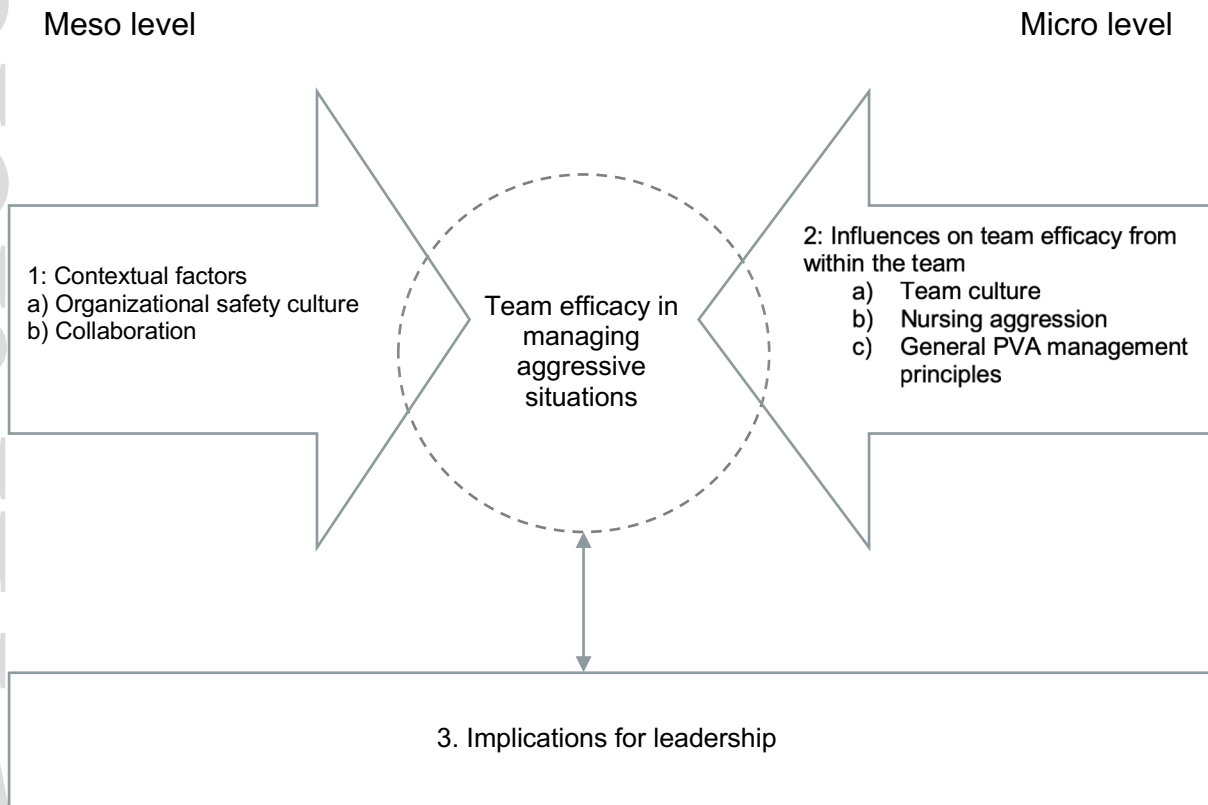 Meso level
Micro level
1: Contextual factors
a) Organizational safety culture
b) Collaboration
Team efficacy in
managing
aggressive
situations
2: Influences on team efficacy from
within the team
a) Team culture
b) Nursing aggression
c) General PVA management
principles
3. Implications for leadership